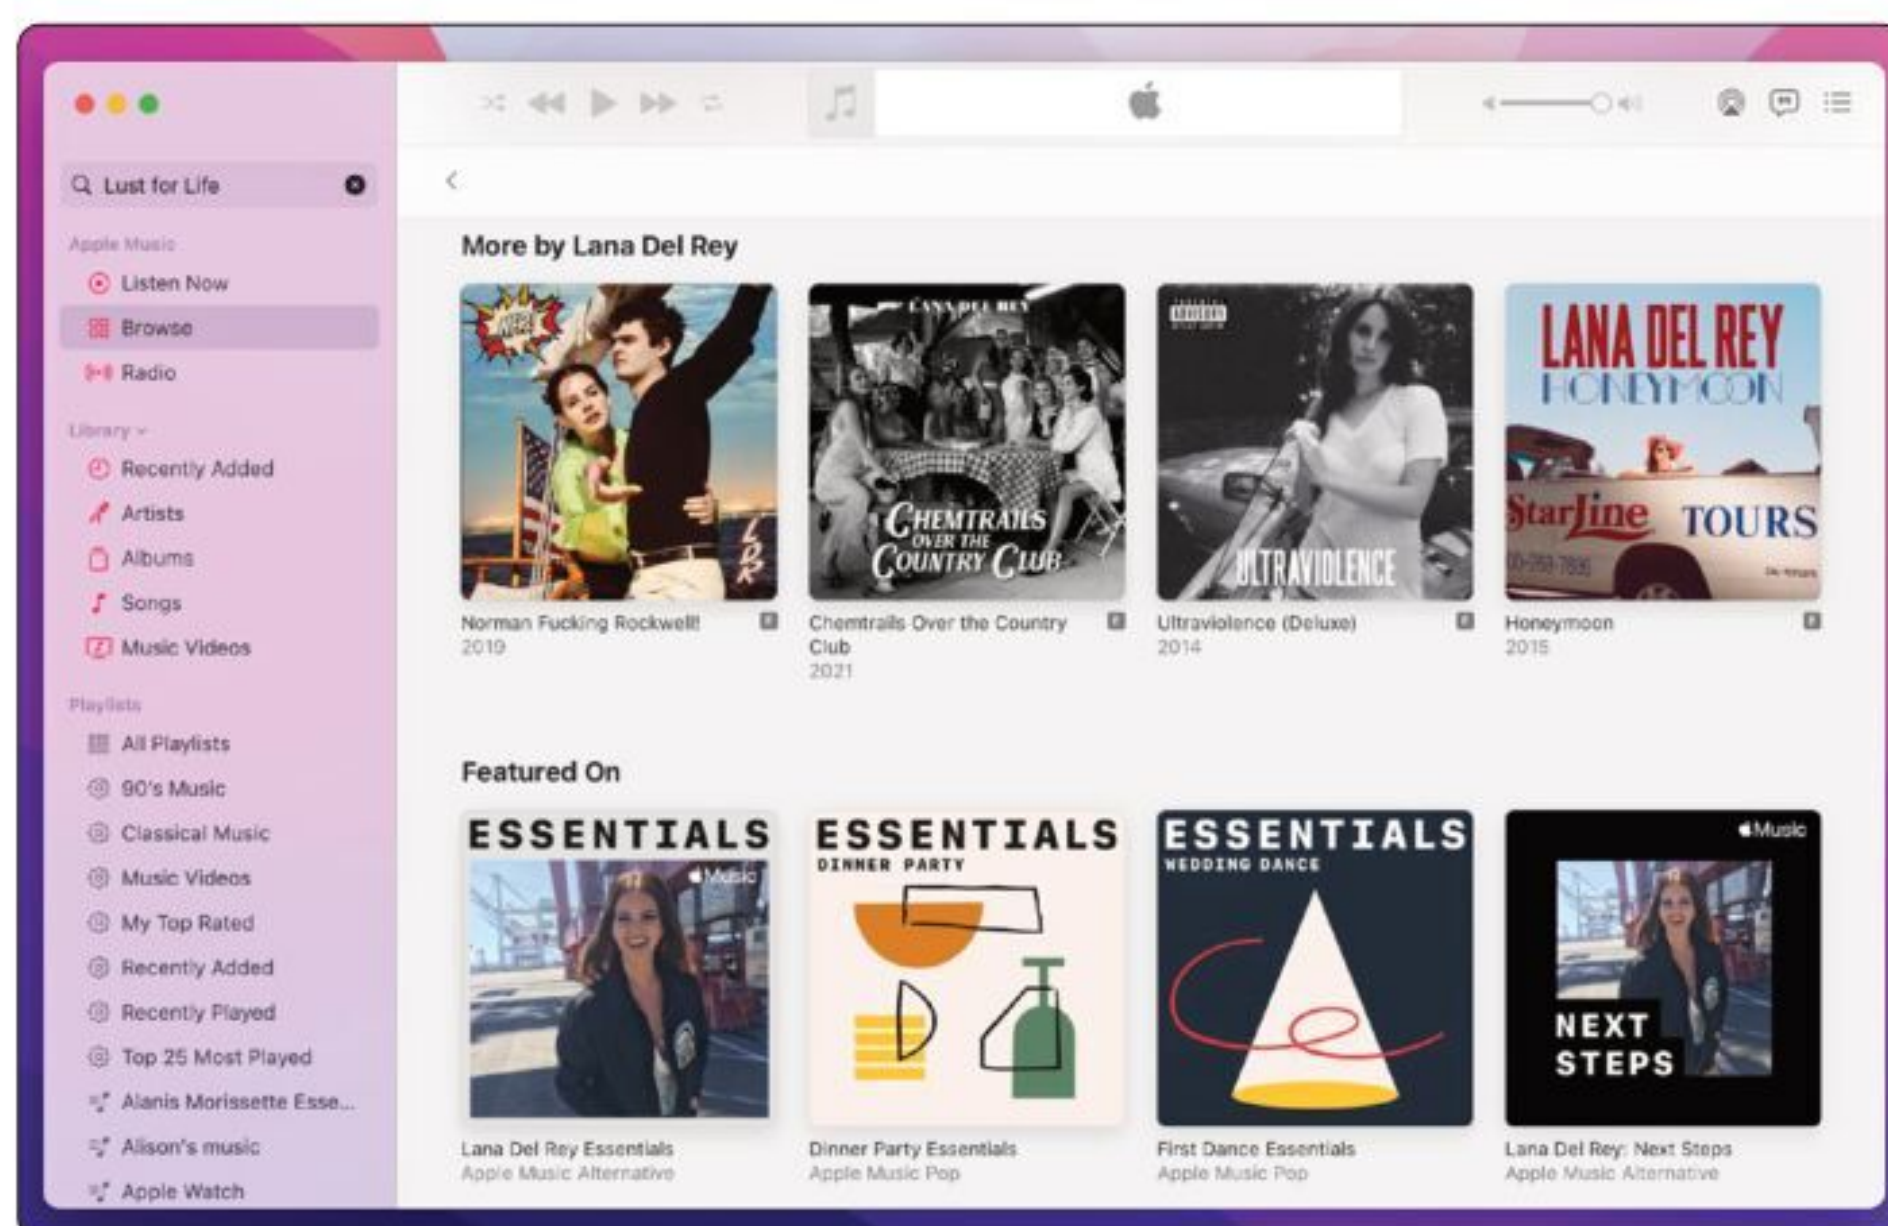 Lust for Life
Apple Music
Listen Now
Browse
Radio
Library
Recently Added
Artists
Albums
Songs
Music Videos
Playlists
All Playlists
90's Music
Classical Music
Music Videos
My Top Rated
Recently Added
Recently Played
Top 25 Most Played
Alanis Morissette Esse...
Alison's music
Apple Watch
More by Lana Del Rey
NFR!
LDR
Norman Fucking Rockwell!
2019
LANA DEL REY
CHEMTRAILS
OVER THE
COUNTRY CLUB
Chemtrails Over the Country
Club
2021
ADVISORY
ULTRAVIOLENCE
Ultraviolence (Deluxe)
2014
LANA DEL REY
HONEYMOON
StarLine TOURS
Honeymoon
2015
Featured On
ESSENTIALS
Music
Lana Del Rey Essentials
Apple Music Alternative
ESSENTIALS
DINNER PARTY
Dinner Party Essentials
Apple Music Pop
ESSENTIALS
WEDDING DANCE
First Dance Essentials
Apple Music Pop
Music
NEXT
STEPS
Lana Del Rey: Next Steps
Apple Music Alternative